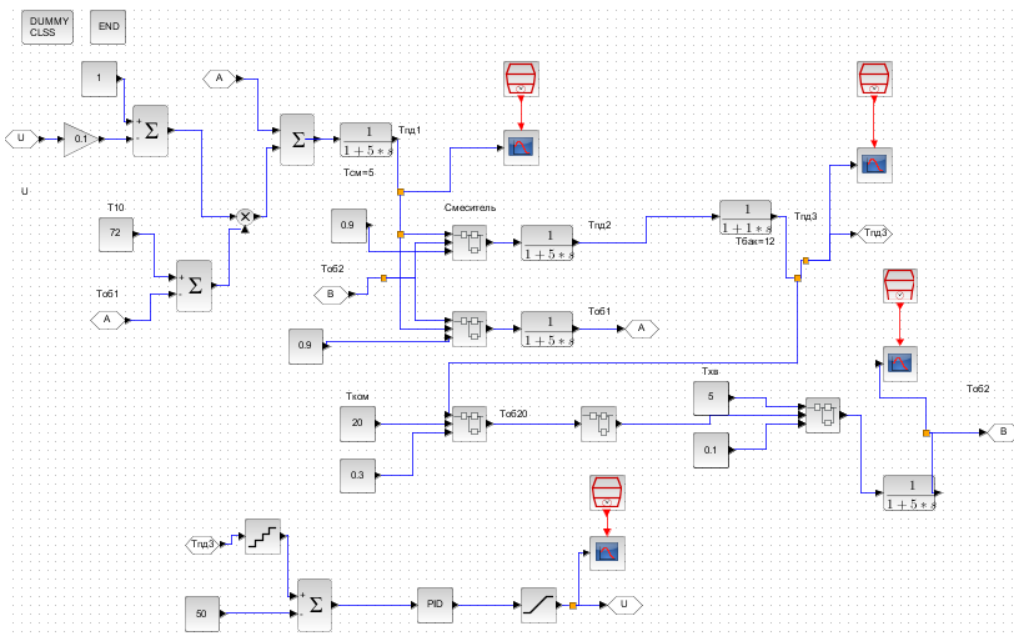 DUMMY
CLSS
END
1
A
U
0.1
+
-
Σ
Σ
1
1+5*s
Тпд1
Тсм=5
U
T10
72
×
0.9
Смеситель
1
1+5*s
Тпд2
1
1+1*s
Тбак=12
Тпд3
Тпд3
Тоб2
B
Тоб1
A
+
-
Σ
0.9
1
1+5*s
Тоб1
A
Тком
20
Тоб20
Тхв
5
0.1
0.3
Тоб2
B
1
1+5*s
Тпд3
50
+
-
Σ
PID
U